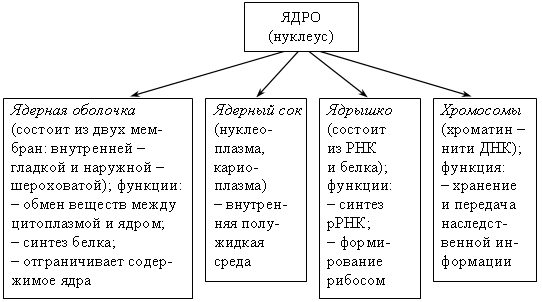 ЯДРО
(нуклеус)
Ядерная оболочка
(состоит из двух мем-
бран: внутренней –
гладкой и наружной –
шероховатой); функции:
– обмен веществ между
цитоплазмой и ядром;
– синтез белка;
– отграничивает содер-
жимое ядра
Ядерный сок
(нуклео-
плазма,
карио-
плазма)
– внутрен-
няя полу-
жидкая
среда
Ядрышко
(состоит
из РНК
и белка);
функции:
– синтез
рРНК;
– форми-
рование
рибосом
Хромосомы
(хроматин –
нити ДНК);
функция:
– хранение
и передача
наследст-
венной ин-
формации